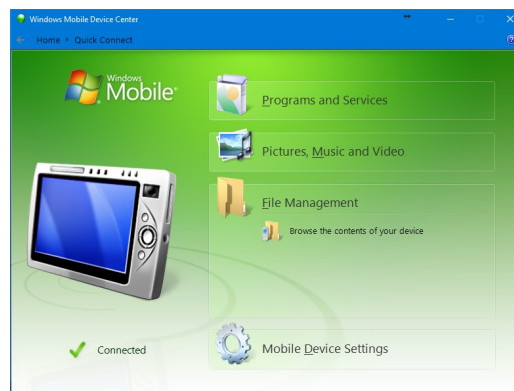 Windows Mobile Device Center
Home ▸ Quick Connect
Windows
Mobile®
Programs and Services
Pictures, Music and Video
File Management
Browse the contents of your device
Connected
Mobile Device Settings